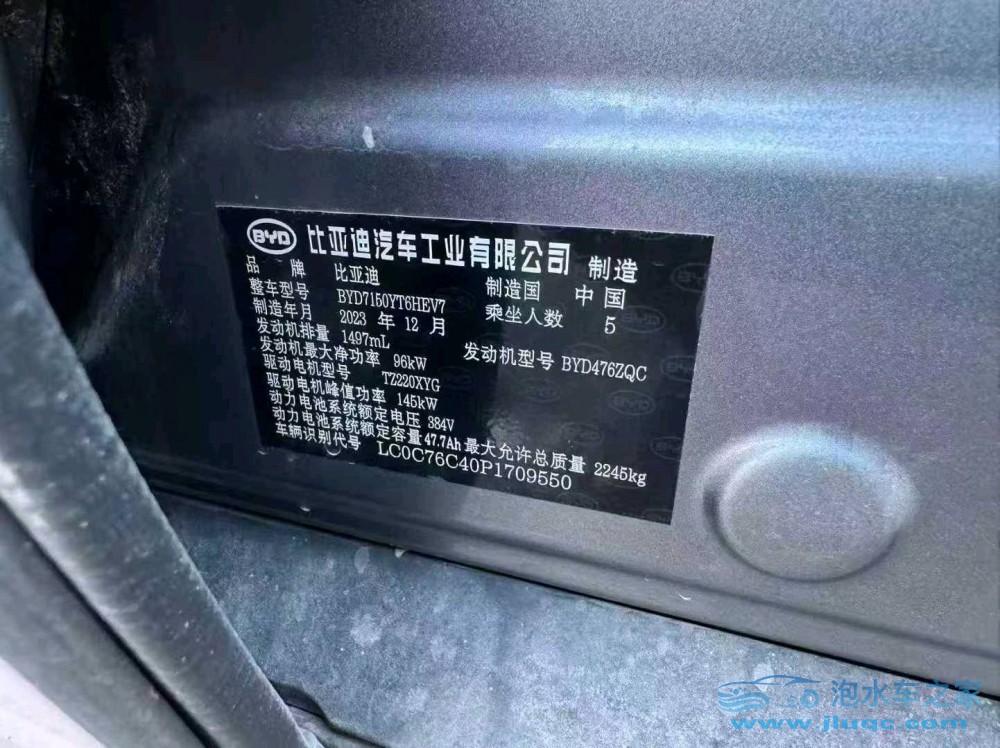 BYD 比亚迪汽车工业有限公司 制造
品 牌 比亚迪 制造国 中国
整车型号 BYD7150YT6HEV7 乘坐人数 5
制造年月 2023 年 12 月
发动机排量 1497mL 发动机型号 BYD476ZQC
发动机最大净功率 96kW
驱动电机型号 TZ220XYG
驱动电机峰值功率 145kW
动力电池系统额定电压 384V
动力电池系统额定容量 47.7Ah 最大允许总质量 2245kg
车辆识别代号 LC0C76C40P1709550
泡水车之家
www.jluqc.com